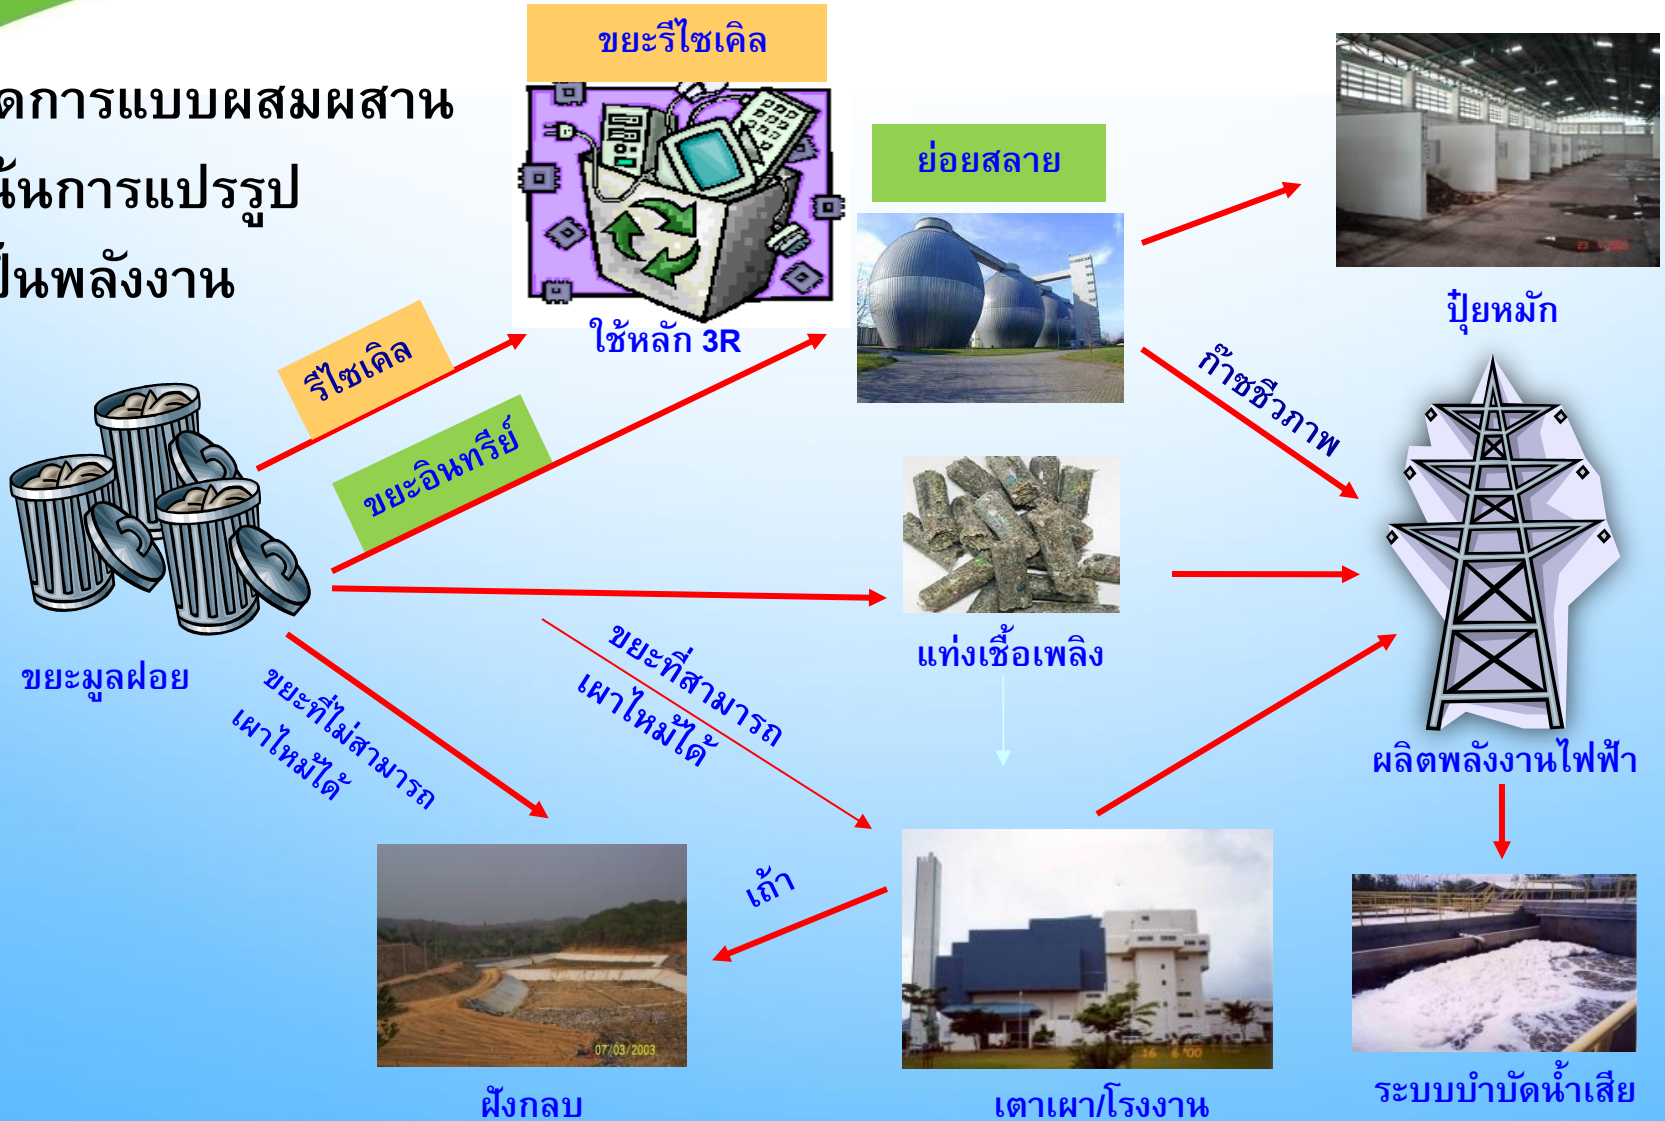 ดการแบบผสมผสาน
น้นการแปรรูป
ป็นพลังงาน
ขยะรีไซเคิล
ใช้หลัก 3R
ย่อยสลาย
ปุ๋ยหมัก
รีไซเคิล
ขยะอินทรีย์
ก๊าซชีวภาพ
ขยะมูลฝอย
ขยะที่ไม่สามารถ
เผาไหม้ได้
ขยะที่สามารถ
เผาไหม้ได้
แท่งเชื้อเพลิง
ผลิตพลังงานไฟฟ้า
เถ้า
07/03/2003
16 6'00
ฝังกลบ
เตาเผา/โรงงาน
ระบบบำบัดน้ำเสีย